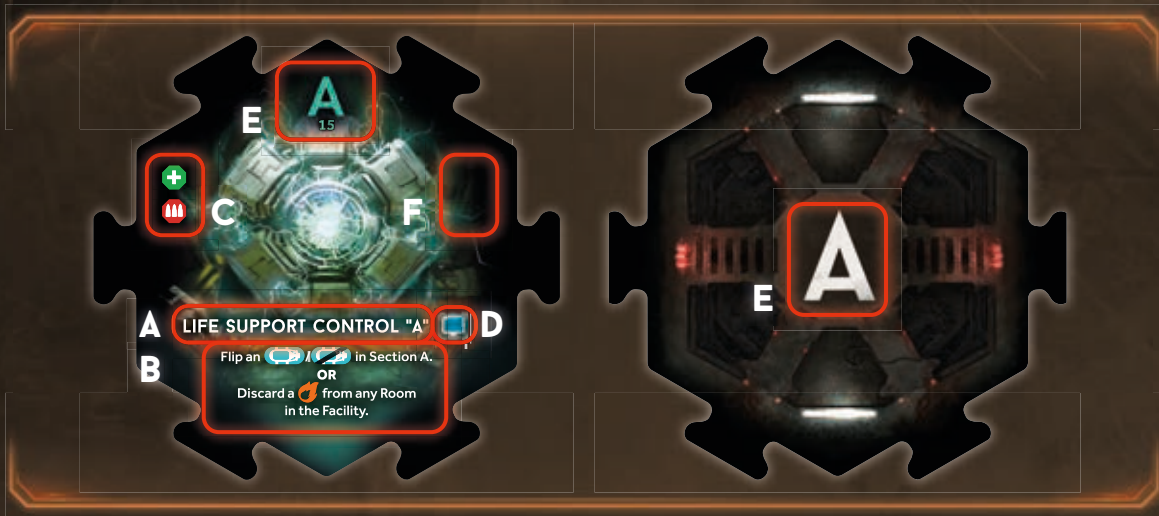 A
15
E
C
F
A
LIFE SUPPORT CONTROL "A"
D
B
Flip an / in Section A.
OR
Discard a from any Room
in the Facility.
A
E